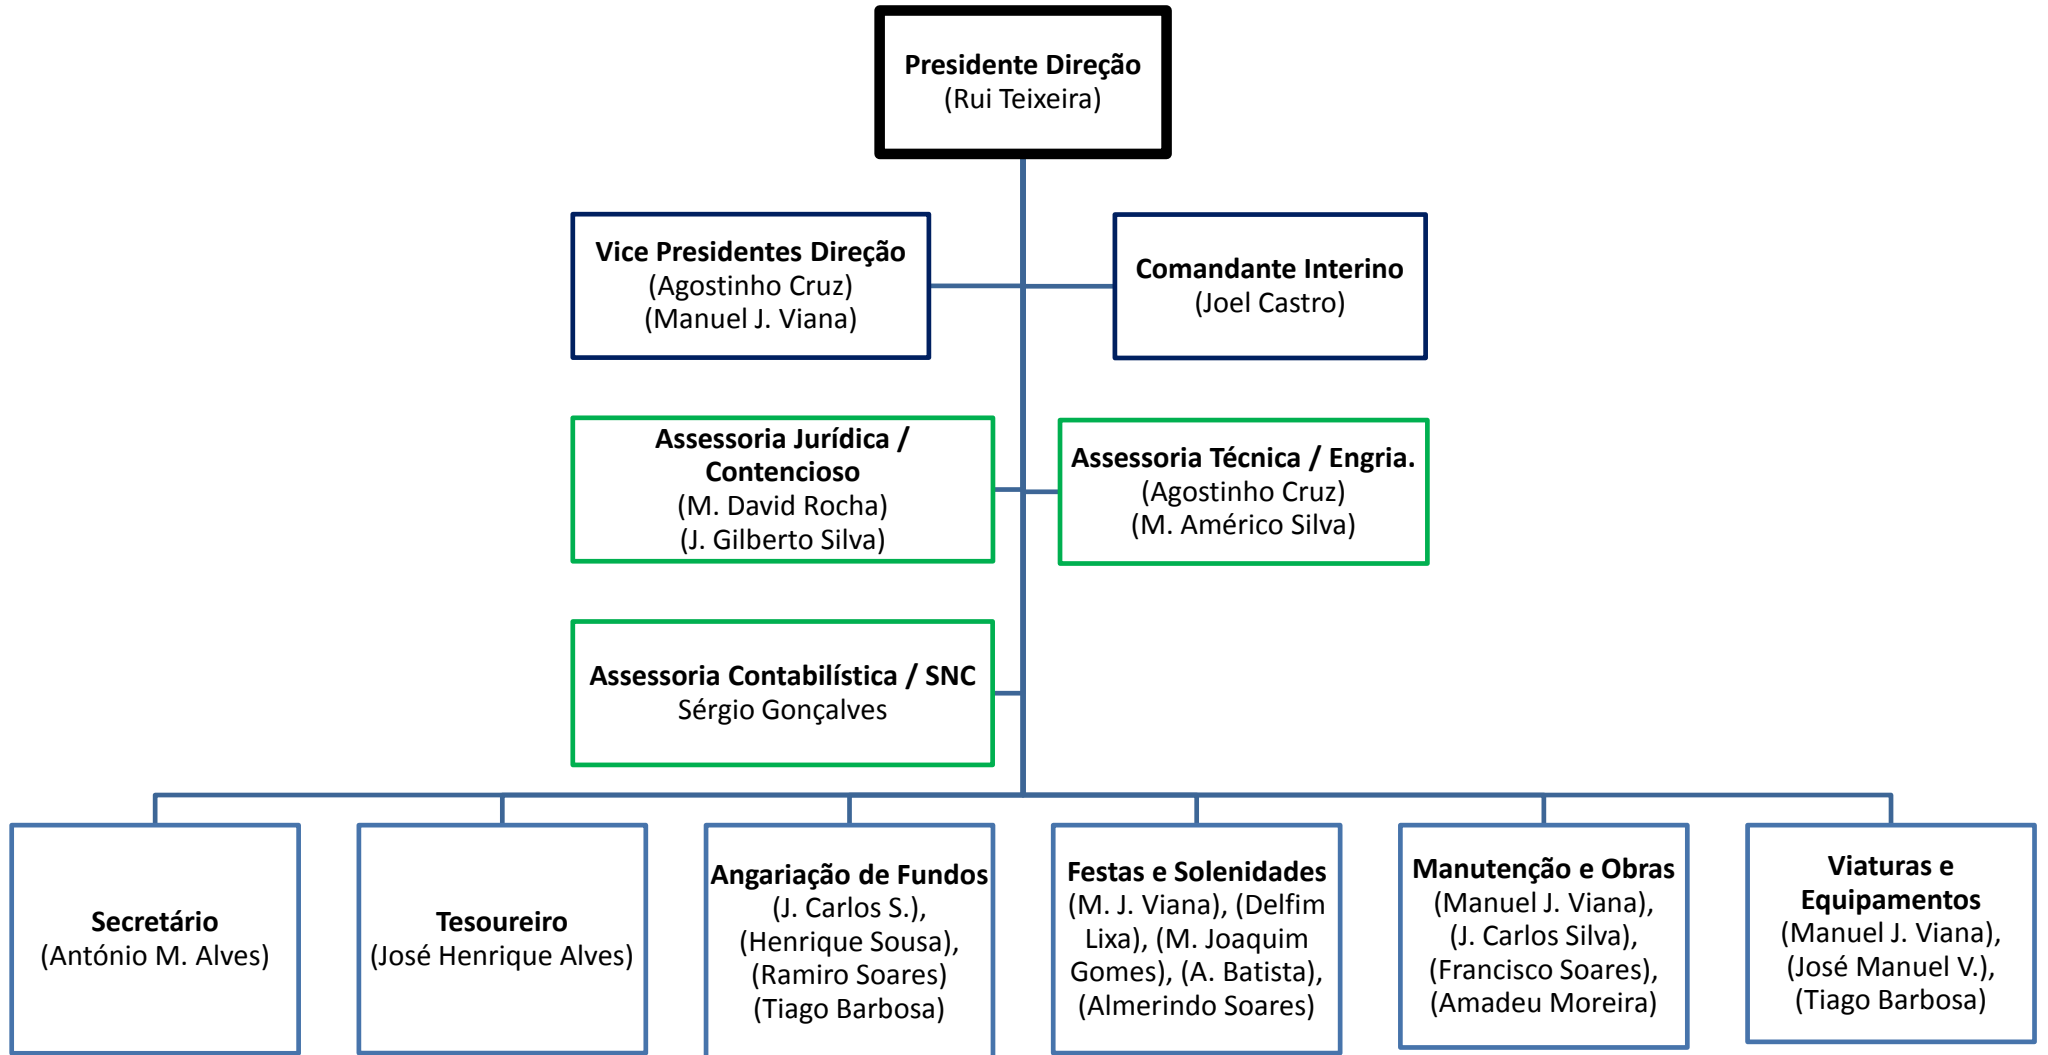 Presidente Direção
(Rui Teixeira)
Vice Presidentes Direção
(Agostinho Cruz)
(Manuel J. Viana)
Comandante Interino
(Joel Castro)
Assessoria Jurídica /
Contencioso
(M. David Rocha)
(J. Gilberto Silva)
Assessoria Técnica / Engria.
(Agostinho Cruz)
(M. Américo Silva)
Assessoria Contabilística / SNC
Sérgio Gonçalves
Secretário
(António M. Alves)
Tesoureiro
(José Henrique Alves)
Angariação de Fundos
(J. Carlos S.),
(Henrique Sousa),
(Ramiro Soares)
(Tiago Barbosa)
Festas e Solenidades
(M. J. Viana), (Delfim
Lixa), (M. Joaquim
Gomes), (A. Batista),
(Almerindo Soares)
Manutenção e Obras
(Manuel J. Viana),
(J. Carlos Silva),
(Francisco Soares),
(Amadeu Moreira)
Viaturas e
Equipamentos
(Manuel J. Viana),
(José Manuel V.),
(Tiago Barbosa)